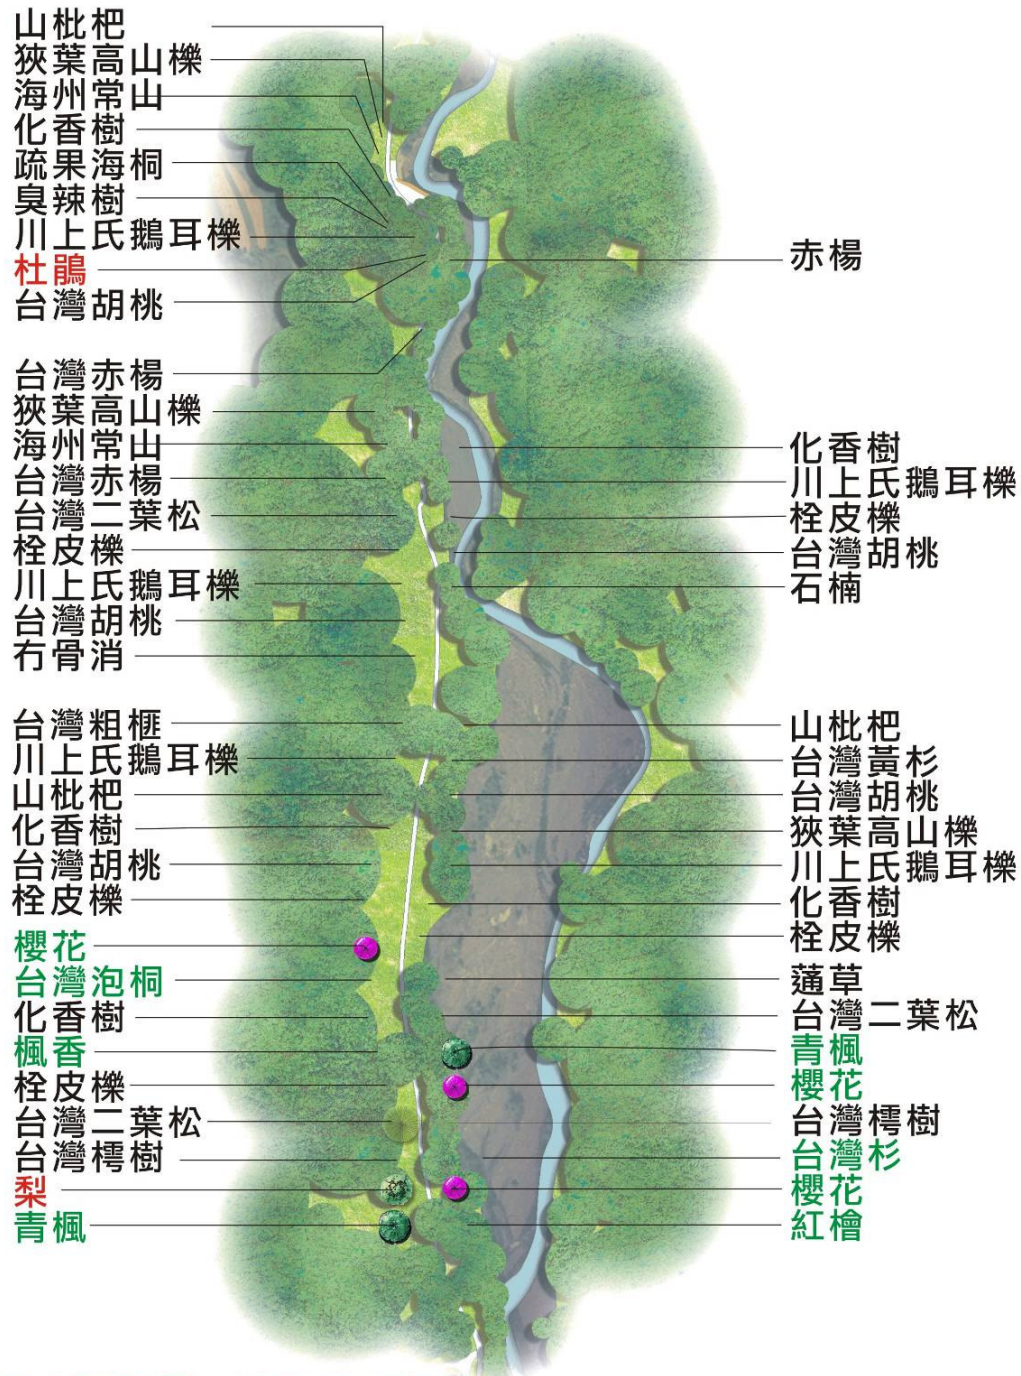 山枇杷
狹葉高山櫟
海州常山
化香樹
疏果海桐
臭辣樹
川上氏鵝耳櫟
杜鵑
台灣胡桃
赤楊
台灣赤楊
狹葉高山櫟
海州常山
台灣赤楊
台灣二葉松
栓皮櫟
川上氏鵝耳櫟
台灣胡桃
冇骨消
化香樹
川上氏鵝耳櫟
栓皮櫟
台灣胡桃
石楠
台灣粗榧
川上氏鵝耳櫟
山枇杷
化香樹
台灣胡桃
栓皮櫟
櫻花
台灣泡桐
化香樹
楓香
栓皮櫟
台灣二葉松
台灣樗樹
梨
青楓
山枇杷
台灣黃杉
台灣胡桃
狹葉高山櫟
川上氏鵝耳櫟
化香樹
栓皮櫟
蓪草
台灣二葉松
青楓
櫻花
台灣樗樹
台灣杉
櫻花
紅檜